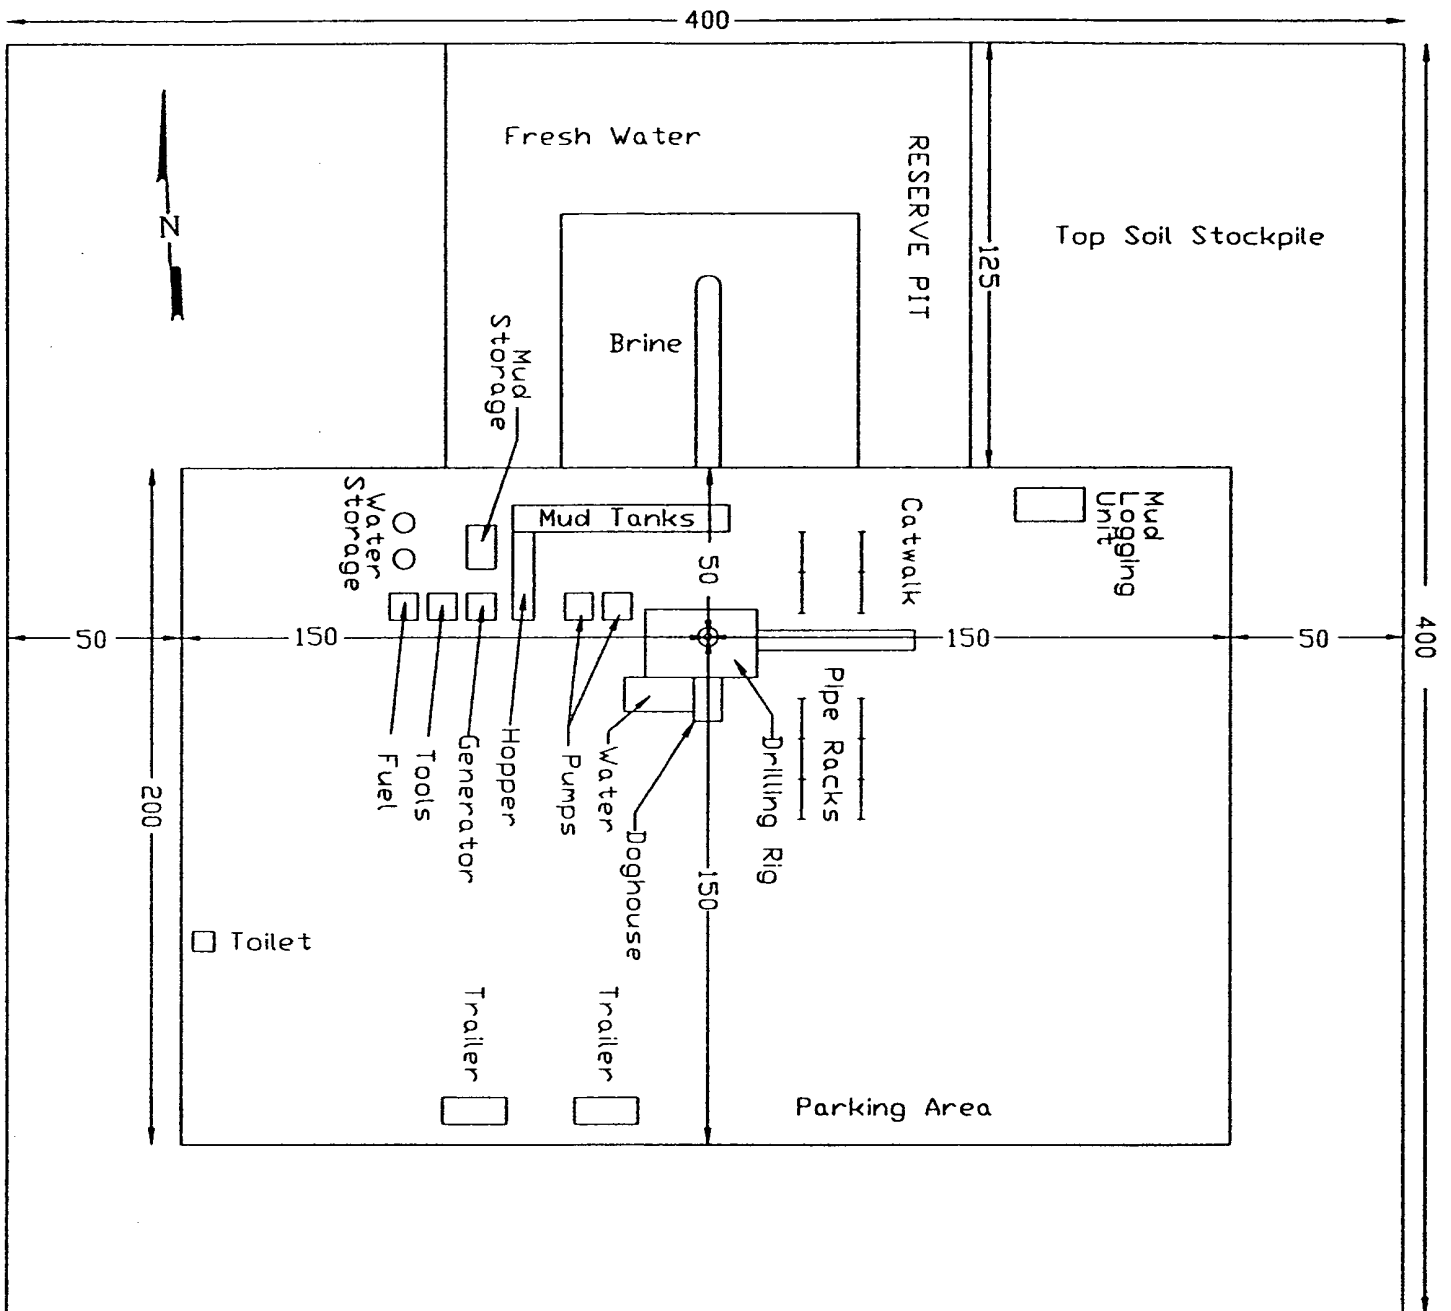 400
Fresh Water
RESERVE PIT
125
Top Soil Stockpile
N
Brine
Mud
Storage
Water
Storage
Mud Tanks
50
Catwalk
Mud
Logging
Unit
50
150
150
50
400
200
Fuel
Tools
Generator
Hopper
Pumps
Water
Doghouse
Drilling Rig
Pipe Racks
150
Toilet
Trailer
Trailer
Parking Area